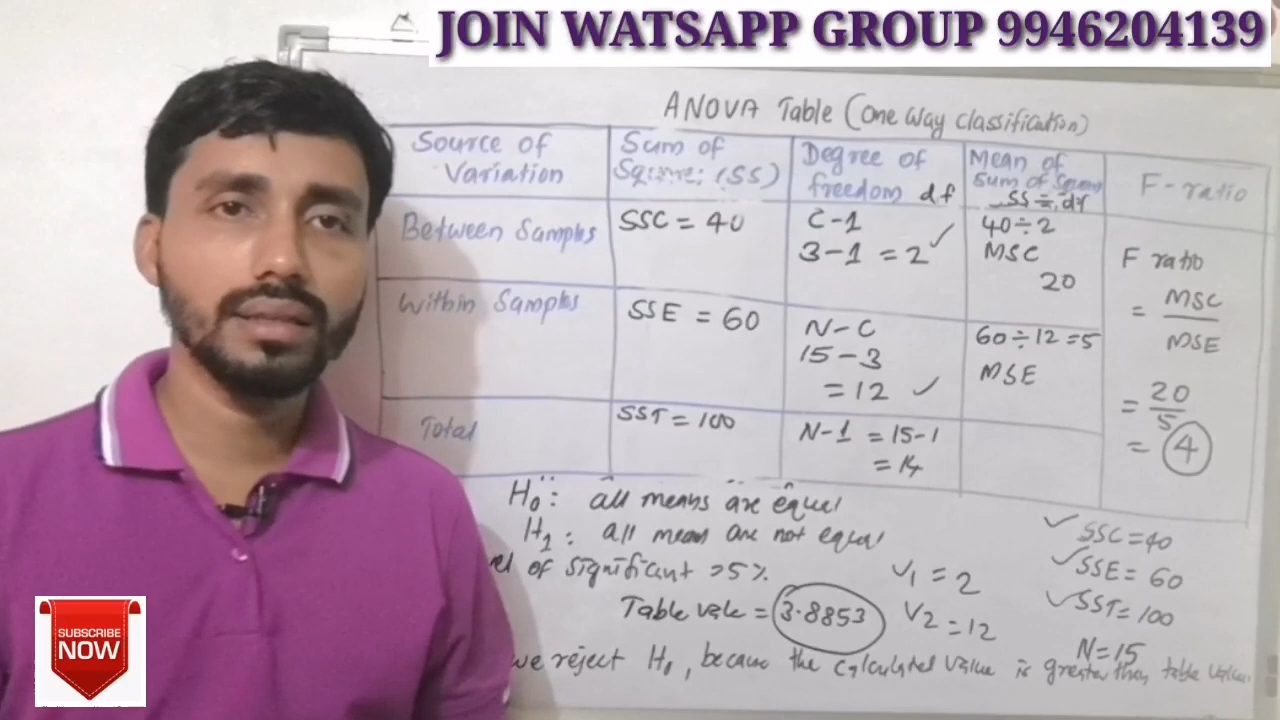 JOIN WATSAPP GROUP 9946204139
ANOVA Table (One Way Classification)
Source of Variation
Sum of Square: (SS)
Degree of freedom df
Mean of Sum of Square SS ÷ df
F-ratio
Between Samples
SSC = 40
C-1
3-1 = 2 ✓
40÷2
MSC
20
F ratio
= MSC
MSE
= 20
5
= 4
Within Samples
SSE = 60
N-C
15-3
= 12 ✓
60÷12=5
MSE
Total
SST = 100
N-1 = 15-1
= 14
H0: all means are equal
H1: all mean are not equal
of significant 5%
Table = 3.8853
V1 = 2
V2 = 12
✓ SSC=40
✓ SSE= 60
✓ SST= 100
N=15
we reject H0, because the calculated value is greater than table
SUBSCRIBE
NOW